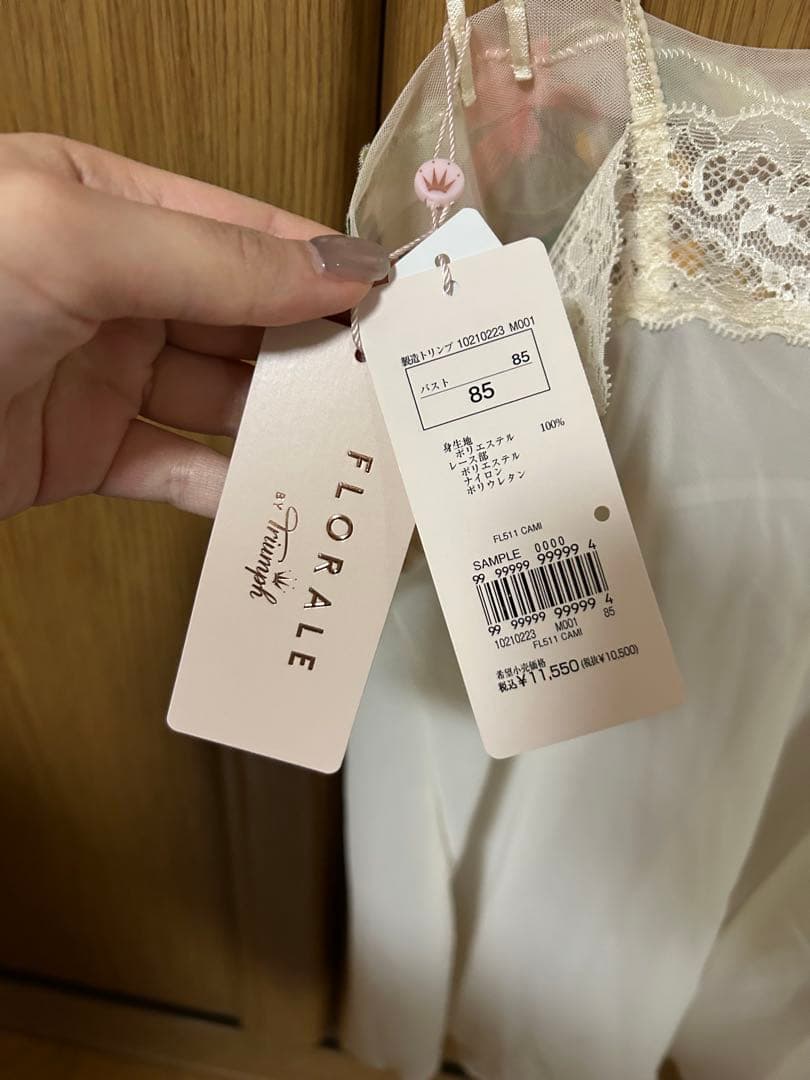 FLORALE
BY Triumph
製造トリンプ 10210223 M001
85
バスト
85
身生地
ポリエステル 100%
レース部
ポリエステル
ナイロン
ポリウレタン
FL511 CAMI
SAMPLE 0000
99 99999 99999 4
99 99999 99999 4
10210223 M001 85
FL511 CAMI
希望小売価格
税込¥11,550(税抜¥10,500)